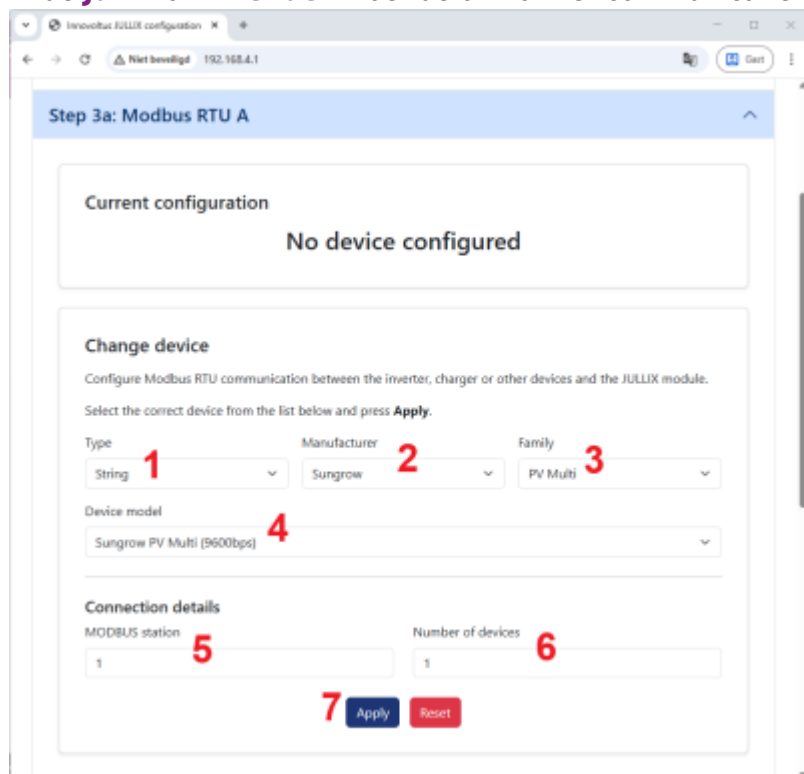 Innovoltus JULLIX configuration
Niet beveiligd 192.168.4.1
Gast
Step 3a: Modbus RTU A
Current configuration
No device configured
Change device
Configure Modbus RTU communication between the inverter, charger or other devices and the JULLIX module.
Select the correct device from the list below and press Apply.
Type Manufacturer Family
1 2 3
String Sungrow PV Multi
Device model
4
Sungrow PV Multi (9600bps)
Connection details
MODBUS station Number of devices
5 6
1 1
7 Apply Reset